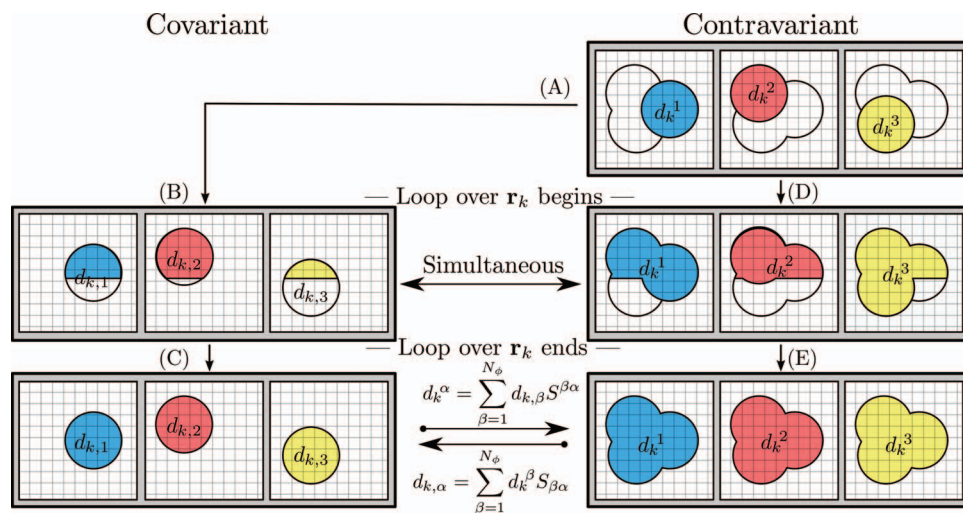 Covariant
Contravariant
(A)
d_k^1
d_k^2
d_k^3
(B)
— Loop over r_k begins —
(D)
d_{k,1}
d_{k,2}
d_{k,3}
Simultaneous
d_k^1
d_k^2
d_k^3
(C)
— Loop over r_k ends —
(E)
d_{k,1}
d_{k,2}
d_{k,3}
d_k^α = ∑_{β=1}^{N_ϕ} d_{k,β} S^{βα}
d_{k,α} = ∑_{β=1}^{N_ϕ} d_k^β S_{βα}
d_k^1
d_k^2
d_k^3